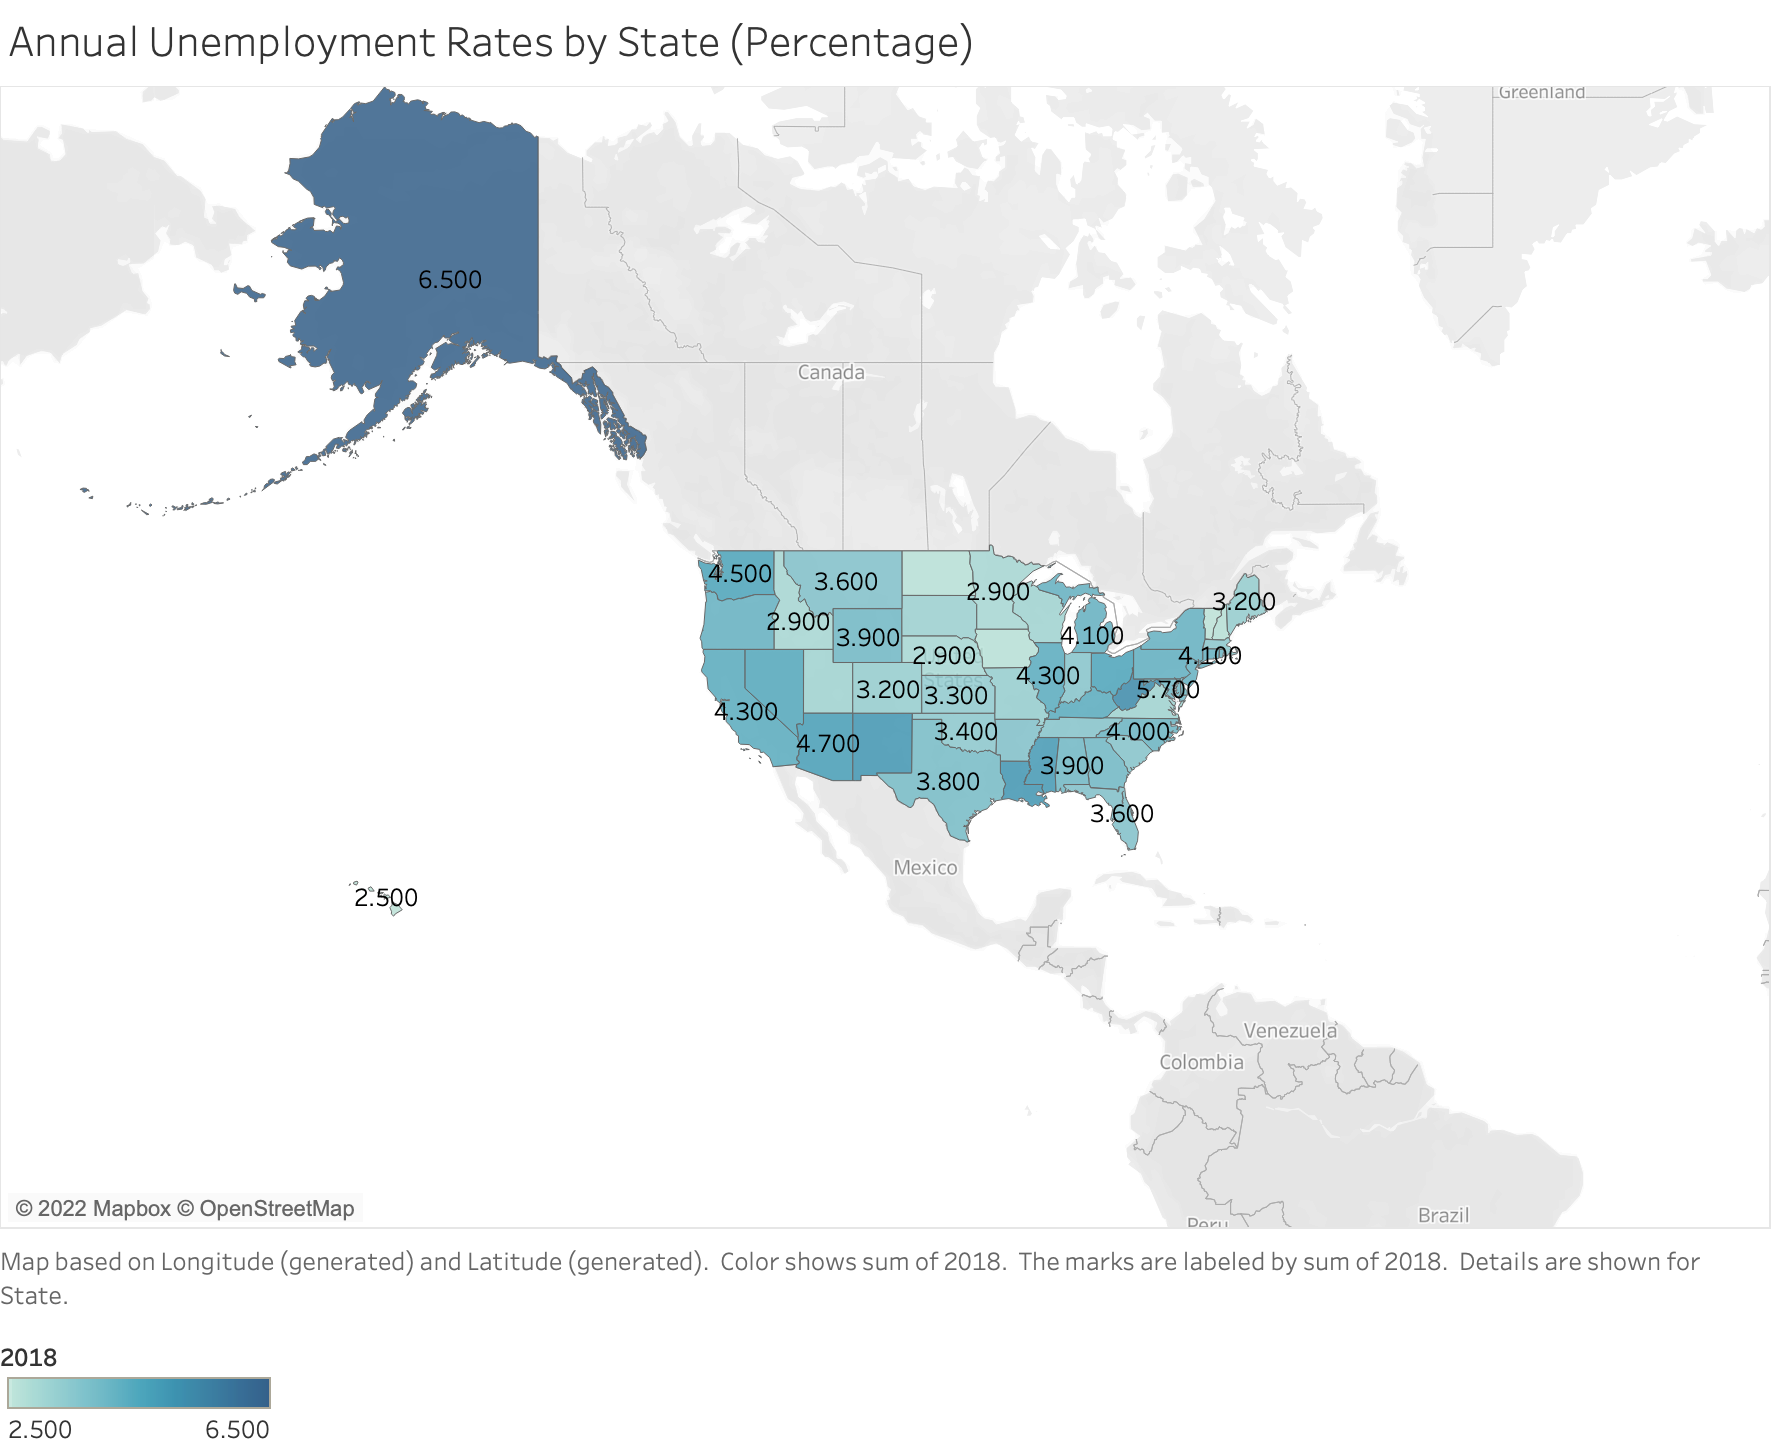 Annual Unemployment Rates by State (Percentage)
Greenland
6.500
Canada
4.500
3.600
2.900
3.200
2.900
3.900
4.100
2.900
4.100
4.300
States
3.200
3.300
5.700
4.300
3.400
4.000
4.700
3.900
3.800
3.600
Mexico
2.500
Venezuela
Colombia
Brazil
Peru
© 2022 Mapbox © OpenStreetMap
Map based on Longitude (generated) and Latitude (generated).  Color shows sum of 2018.  The marks are labeled by sum of 2018.  Details are shown for
State.
2018
2.500 6.500